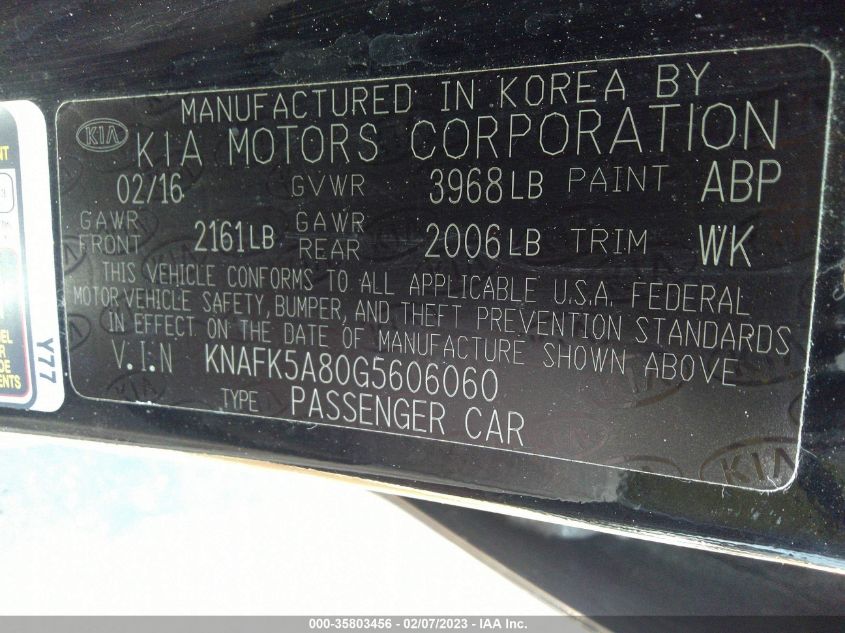 MANUFACTURED IN KOREA BY
KIA KIA MOTORS CORPORATION
02/16 GVWR 3968LB PAINT ABP
GAWR FRONT 2161LB GAWR REAR 2006LB TRIM WK
THIS VEHICLE CONFORMS TO ALL APPLICABLE U.S.A. FEDERAL
MOTOR VEHICLE SAFETY, BUMPER, AND THEFT PREVENTION STANDARDS
IN EFFECT ON THE DATE OF MANUFACTURE SHOWN ABOVE
V.I.N KNAFK5A80G5606060
TYPE PASSENGER CAR
KIA
Y77
000-35803456 - 02/07/2023 - IAA Inc.